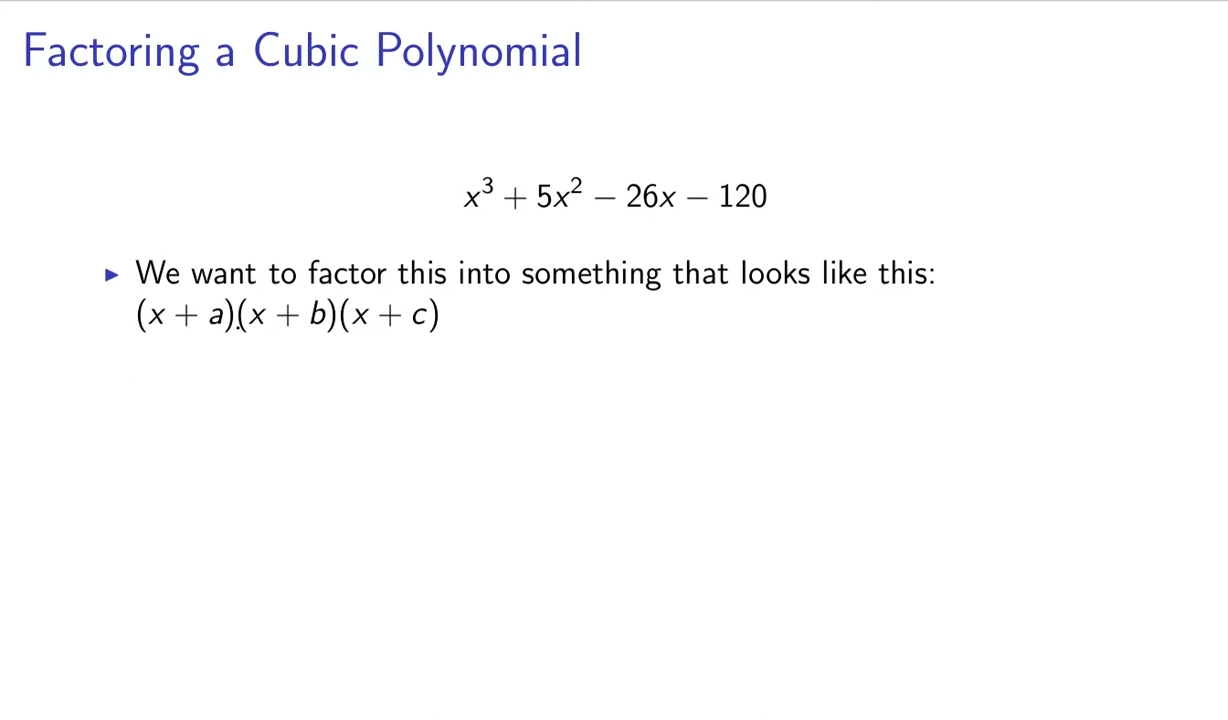 Factoring a Cubic Polynomial
x³ + 5x² − 26x − 120
▶ We want to factor this into something that looks like this:
(x + a)(x + b)(x + c)